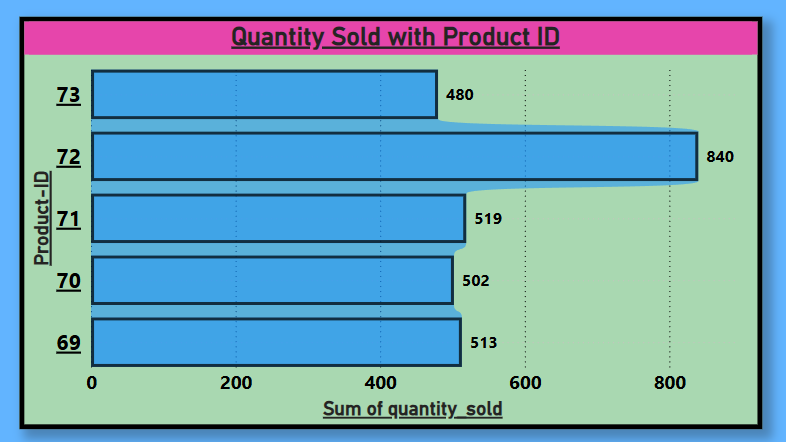 Quantity Sold with Product ID
Product-ID
73 480
72 840
71 519
70 502
69 513
0 200 400 600 800
Sum of quantity_sold